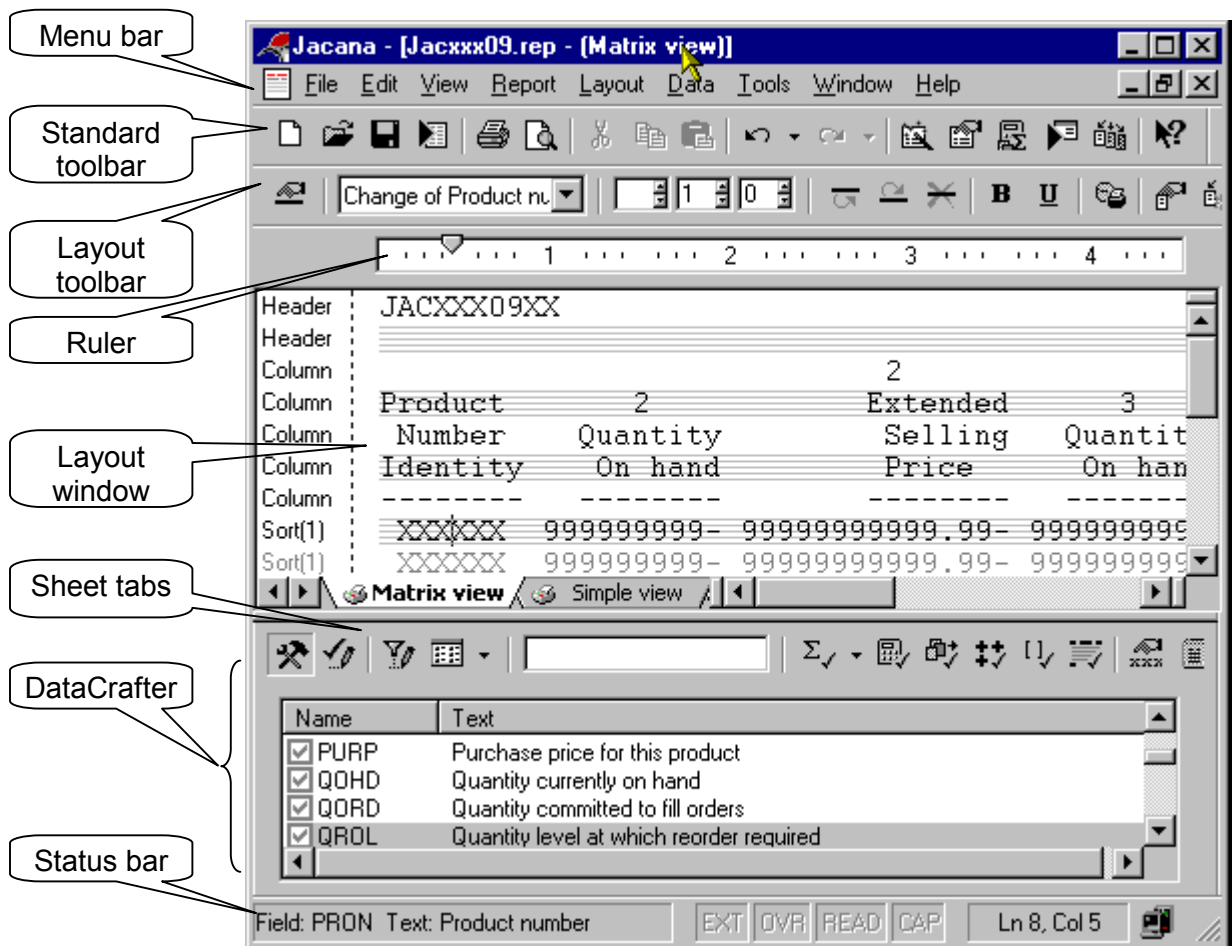 Menu bar
Standard
toolbar
Layout
toolbar
Ruler
Layout
window
Sheet tabs
DataCrafter
Status bar
Jacana - [Jacxxx09.rep - (Matrix view)]
File Edit View Report Layout Data Tools Window Help
Change of Product nu 1 0 B U
1 2 3 4
Header JACXXX09XX
Header
Column 2
Column Product 2 Extended 3
Column Number Quantity Selling Quantit
Column Identity On hand Price On han
Column -------- -------- -------- -------
Sort(1) XXXXXXX 999999999- 99999999999.99- 999999999
Sort(1) XXXXXXX 999999999- 99999999999.99- 999999999
Matrix view Simple view
Name Text
PURP Purchase price for this product
QOHD Quantity currently on hand
QORD Quantity committed to fill orders
QROL Quantity level at which reorder required
Field: PRON Text: Product number EXT OVR READ CAP Ln 8, Col 5